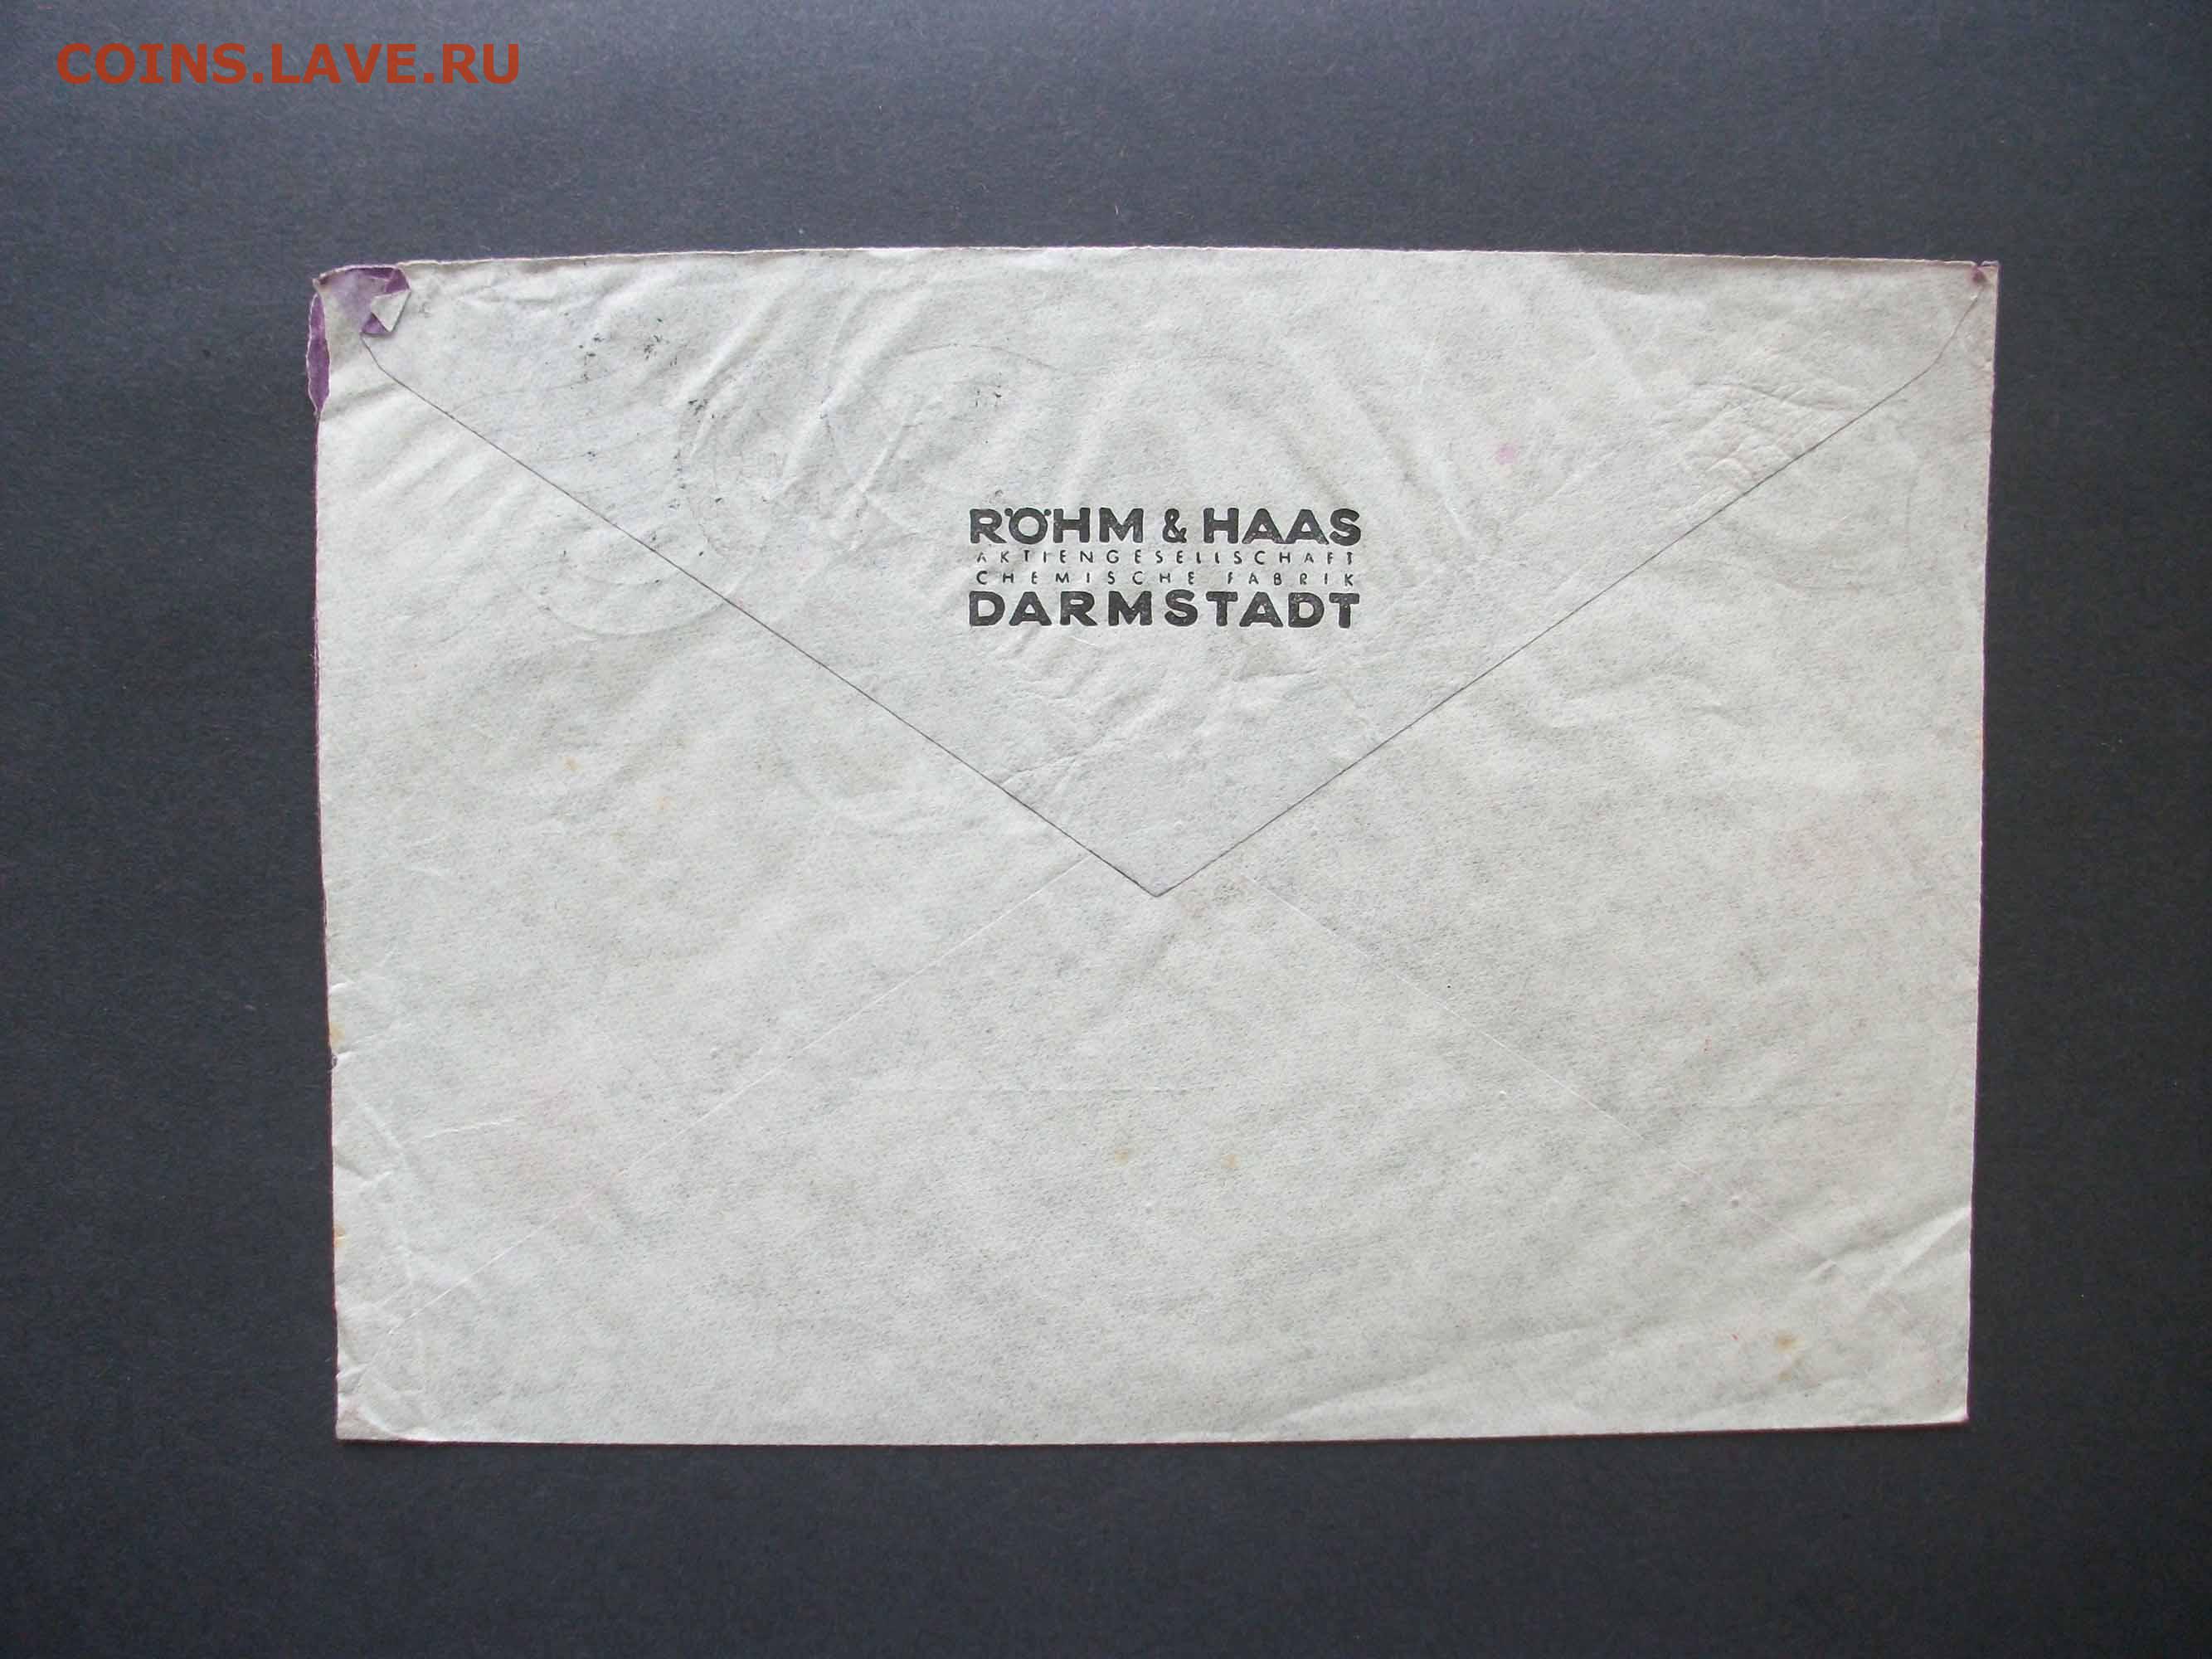 COINS.LAVE.RU
RÖHM & HAAS
AKTIENGESELLSCHAFT
CHEMISCHE FABRIK
DARMSTADT